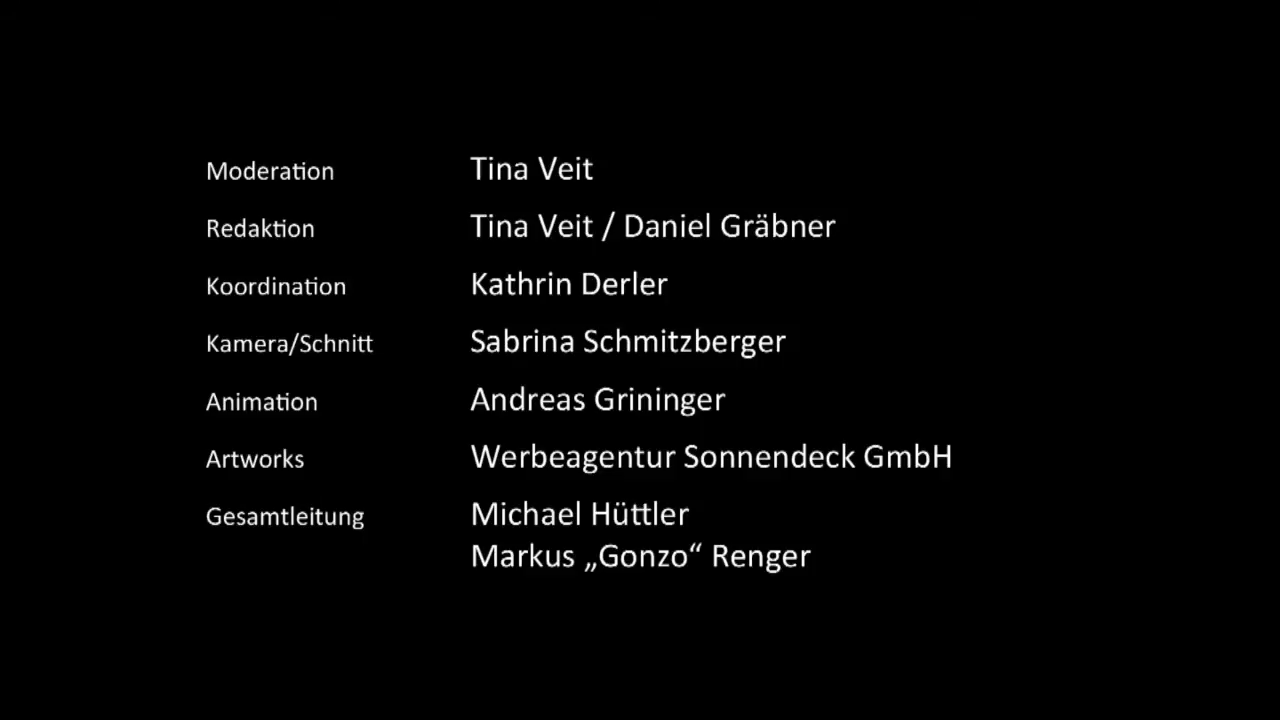 Moderation Tina Veit
Redaktion Tina Veit / Daniel Gräbner
Koordination Kathrin Derler
Kamera/Schnitt Sabrina Schmitzberger
Animation Andreas Grininger
Artworks Werbeagentur Sonnendeck GmbH
Gesamtleitung Michael Hüttler
Markus „Gonzo“ Renger